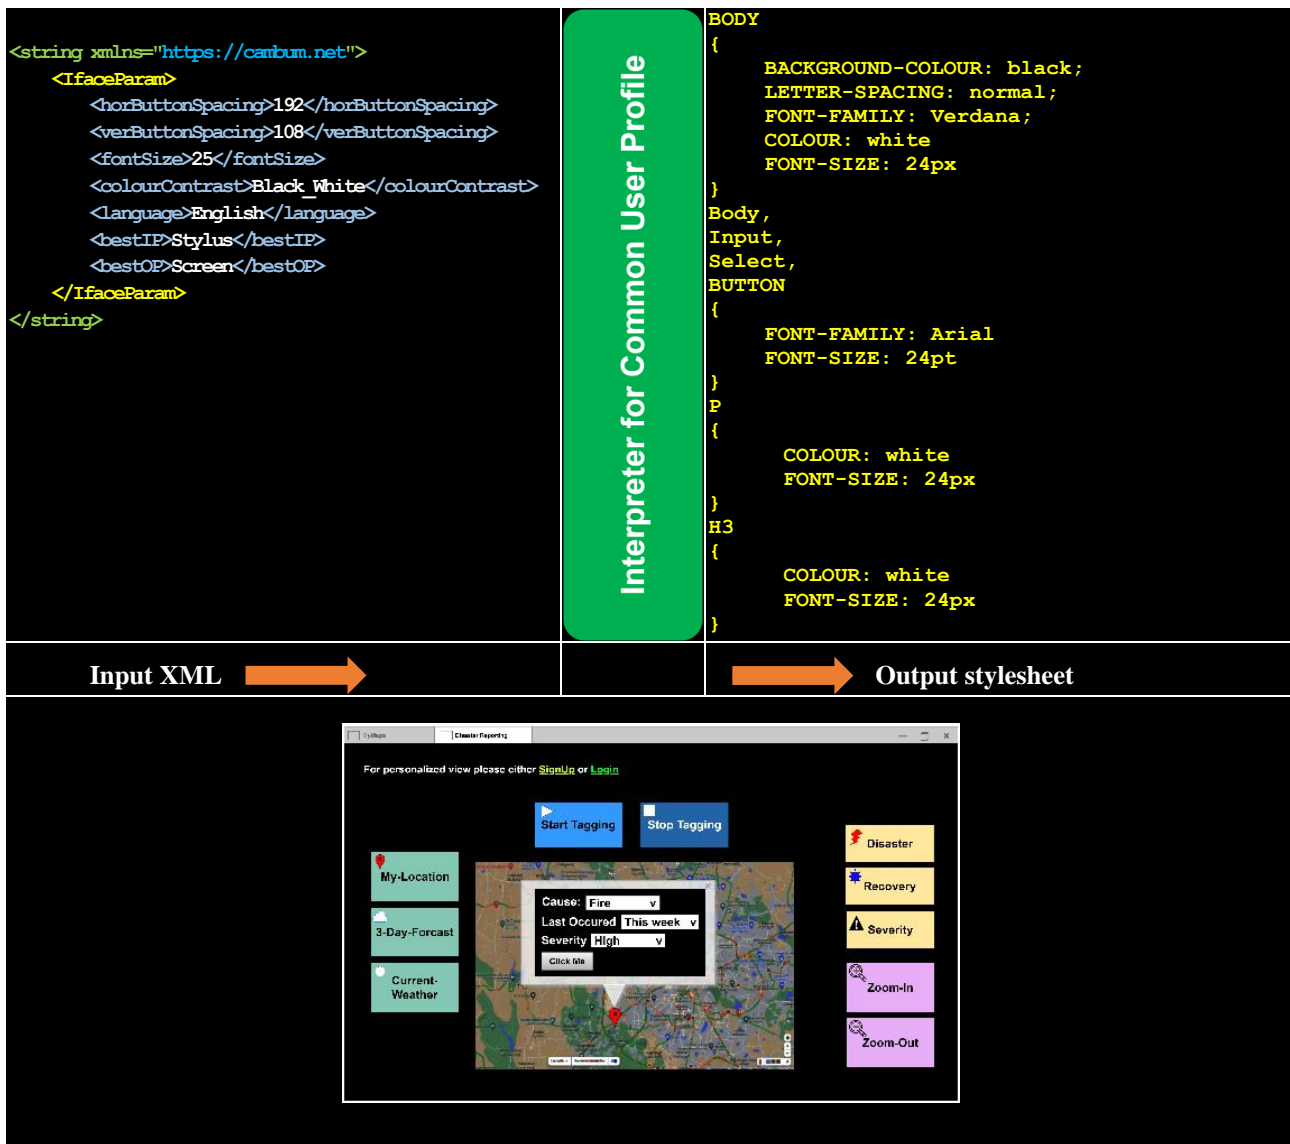 <string xmlns="https://cambum.net">
<IfaceParam>
<horButtonSpacing>192</horButtonSpacing>
<verButtonSpacing>108</verButtonSpacing>
<fontSize>25</fontSize>
<colourContrast>Black_White</colourContrast>
<language>English</language>
<bestIP>Stylus</bestIP>
<bestOP>Screen</bestOP>
</IfaceParam>
</string>
Interpreter for Common User Profile
BODY
{
BACKGROUND-COLOUR: black;
LETTER-SPACING: normal;
FONT-FAMILY: Verdana;
COLOUR: white
FONT-SIZE: 24px
}
Body,
Input,
Select,
BUTTON
{
FONT-FAMILY: Arial
FONT-SIZE: 24pt
}
P
{
COLOUR: white
FONT-SIZE: 24px
}
H3
{
COLOUR: white
FONT-SIZE: 24px
}
Input XML
Output stylesheet
Disaster Reporting
For personalized view please either SignUp or Login
Start Tagging
Stop Tagging
My-Location
3-Day-Forcast
Current-
Weather
Cause: Fire v
Last Occured This week v
Severity High v
Click Me
Disaster
Recovery
Severity
Zoom-In
Zoom-Out